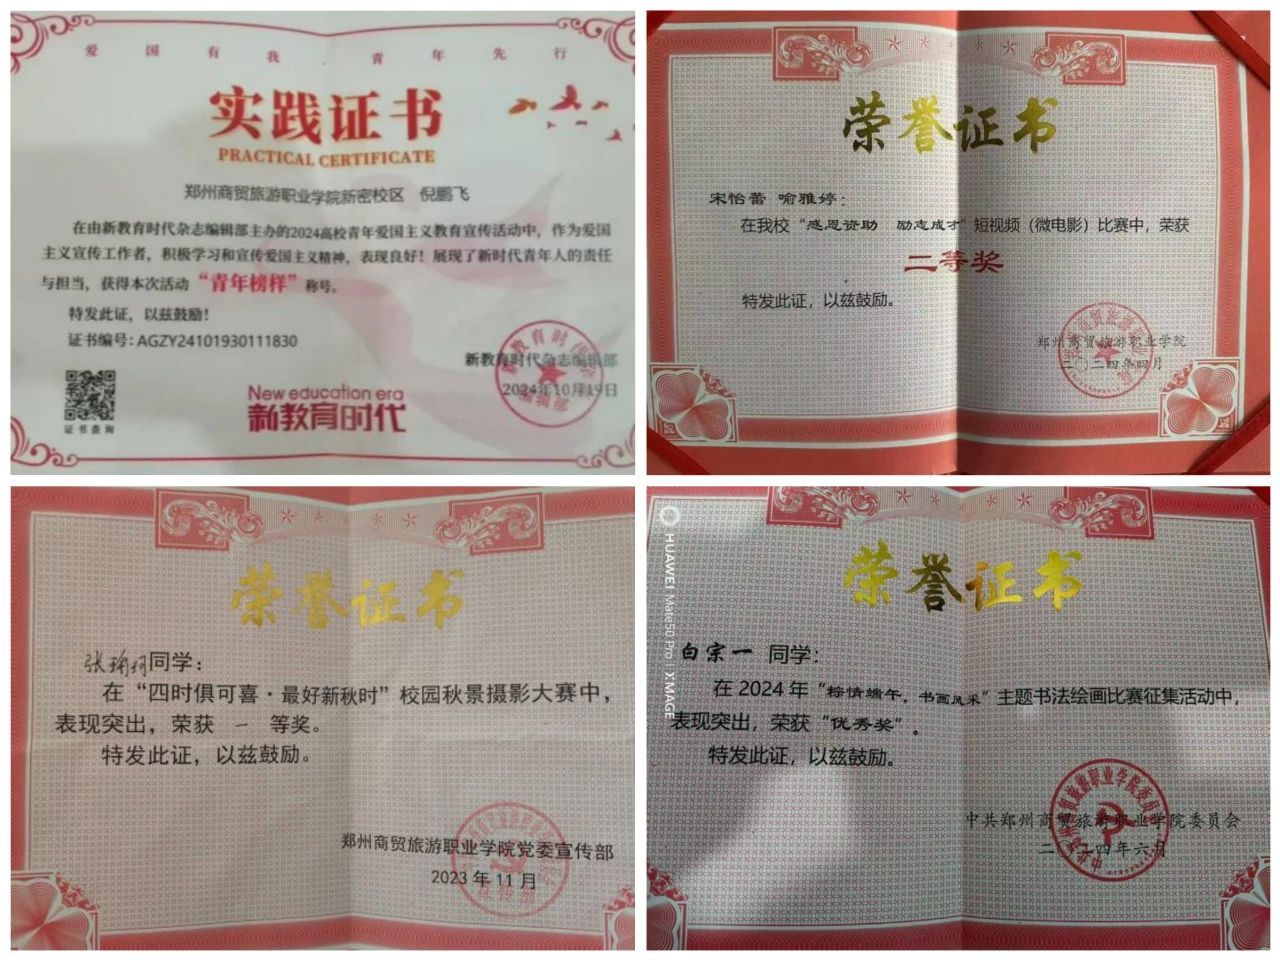 爱国有我 青年先行
实践证书
PRACTICAL CERTIFICATE
郑州商贸旅游职业学院新密校区 倪鹏飞
在由新教育时代杂志编辑部主办的2024高校青年爱国主义教育宣传活动中，作为爱国
主义宣传工作者，积极学习和宣传爱国主义精神，表现良好！展现了新时代青年人的责任
与担当，获得本次活动“青年榜样”称号。
特发此证，以兹鼓励！
证书编号：AGZY24101930111830
新教育时代杂志编辑部
2024年10月19日
证书查询
New education era
新教育时代
荣誉证书
宋怡蕾 喻雅婷：
在我校“感恩资助 励志成才”短视频（微电影）比赛中，荣获
二等奖
特发此证，以兹鼓励。
郑州商贸旅游职业学院
二〇二四年四月
荣誉证书
张瑜珂同学：
在“四时俱可喜·最好新秋时”校园秋景摄影大赛中，
表现突出，荣获 一 等奖。
特发此证，以兹鼓励。
郑州商贸旅游职业学院党委宣传部
2023年11月
HUAWEI Mate50 Pro | XMAGE
荣誉证书
白宗一 同学：
在2024年“粽情端午，书画风采”主题书法绘画比赛征集活动中，
表现突出，荣获“优秀奖”。
特发此证，以兹鼓励。
中共郑州商贸旅游职业学院委员会
二〇二四年六月